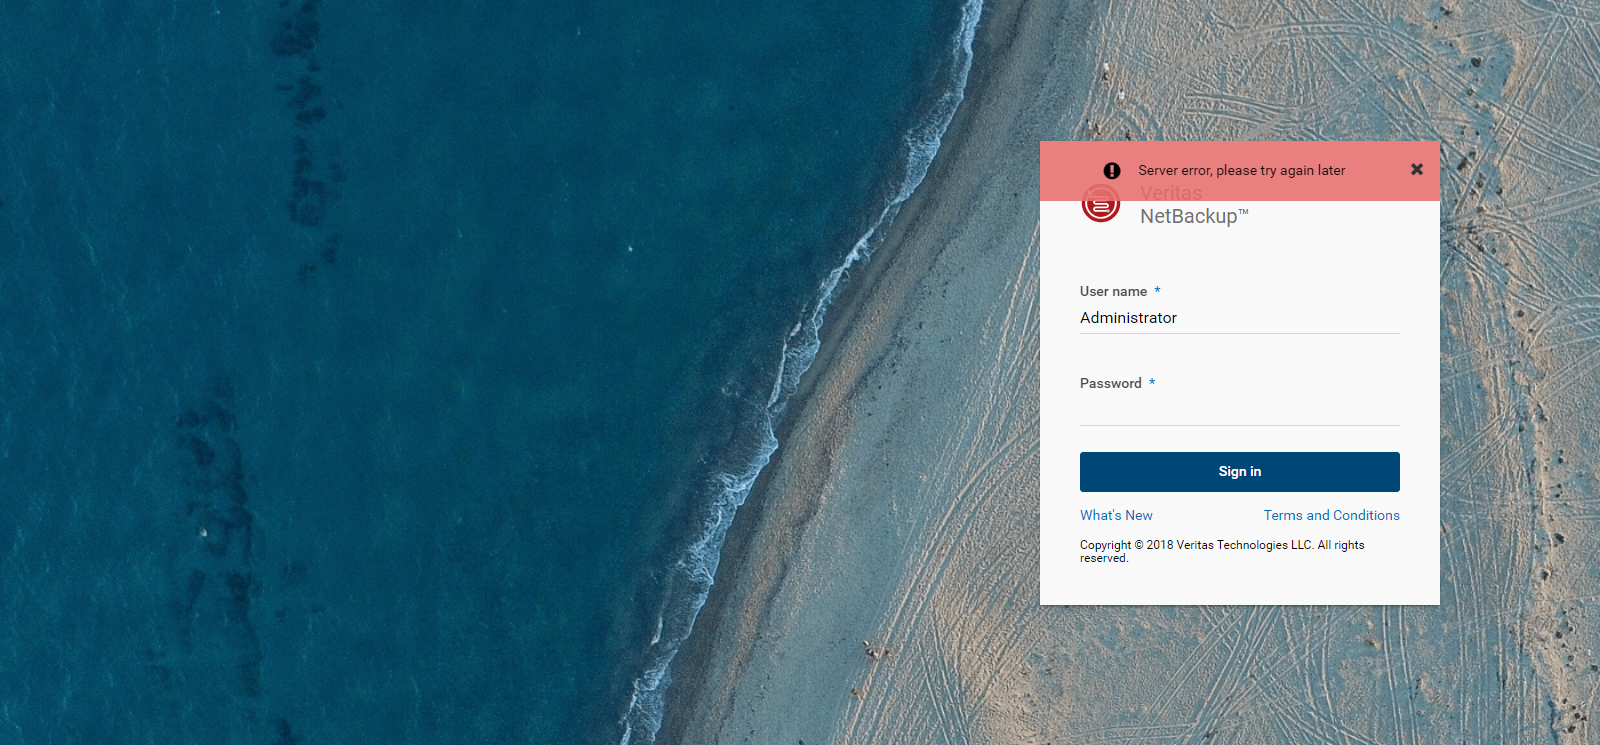 Server error, please try again later
Veritas
NetBackup™
User name *
Administrator
Password *
Sign in
What's New
Terms and Conditions
Copyright © 2018 Veritas Technologies LLC. All rights
reserved.